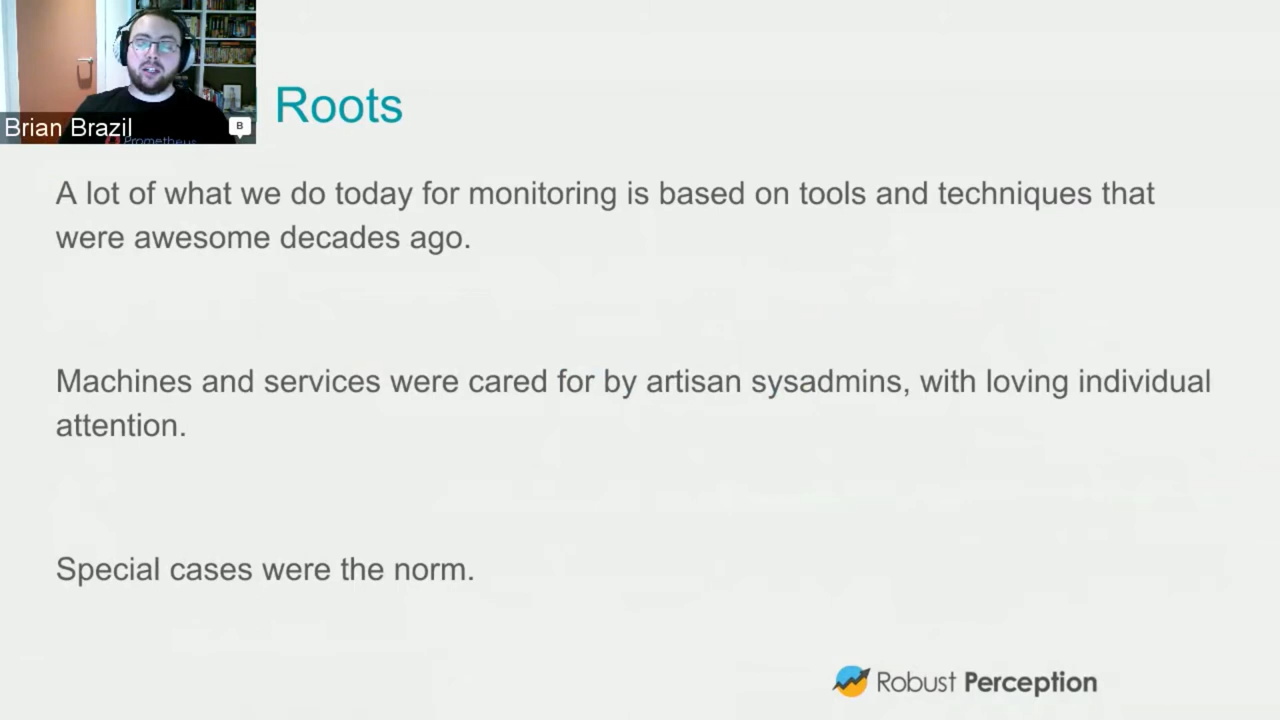 Roots
Brian Brazil
B
Prometheus
A lot of what we do today for monitoring is based on tools and techniques that
were awesome decades ago.
Machines and services were cared for by artisan sysadmins, with loving individual
attention.
Special cases were the norm.
Robust Perception